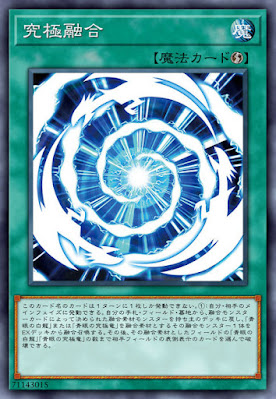 究極融合
魔
【魔法カード】
このカード名のカードは1ターンに1枚しか発動できない。①:自分・相手のメ
インフェイズに発動できる。自分の手札・フィールド・墓地から、融合モンスター
カードによって決められた融合素材モンスターを持ち主のデッキに戻し、「青
眼の白龍」または「青眼の究極竜」を融合素材とするその融合モンスター1体を
EXデッキから融合召喚する。その後、その融合素材としたフィールドの「青眼の
白龍」「青眼の究極竜」の数まで相手フィールドの表側表示のカードを選んで破
壊できる。
71143015